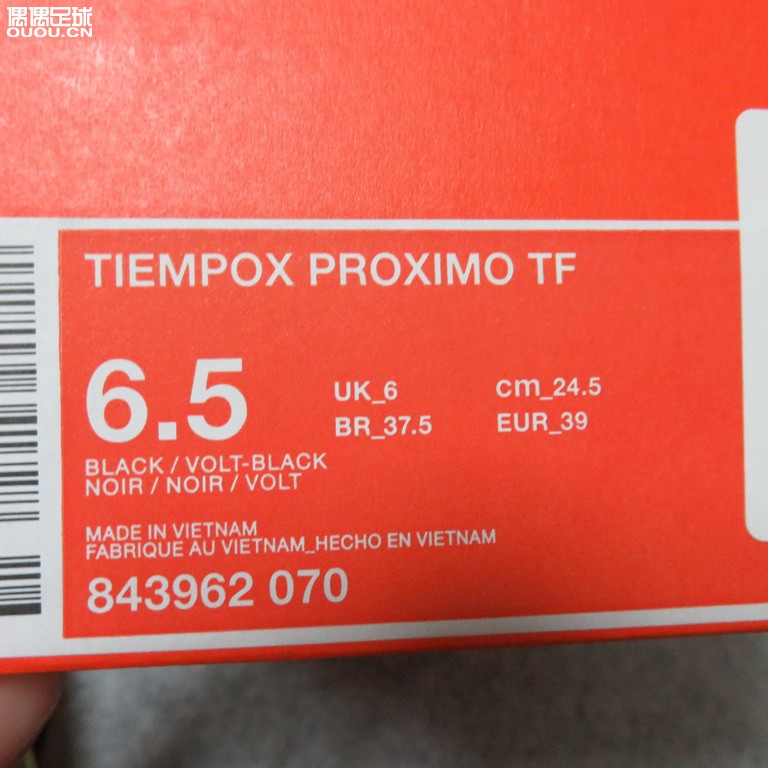 偶偶足球
OUOU.CN
TIEMPOX PROXIMO TF
6.5
UK_6 cm_24.5
BR_37.5 EUR_39
BLACK / VOLT-BLACK
NOIR / NOIR / VOLT
MADE IN VIETNAM
FABRIQUE AU VIETNAM_HECHO EN VIETNAM
843962 070